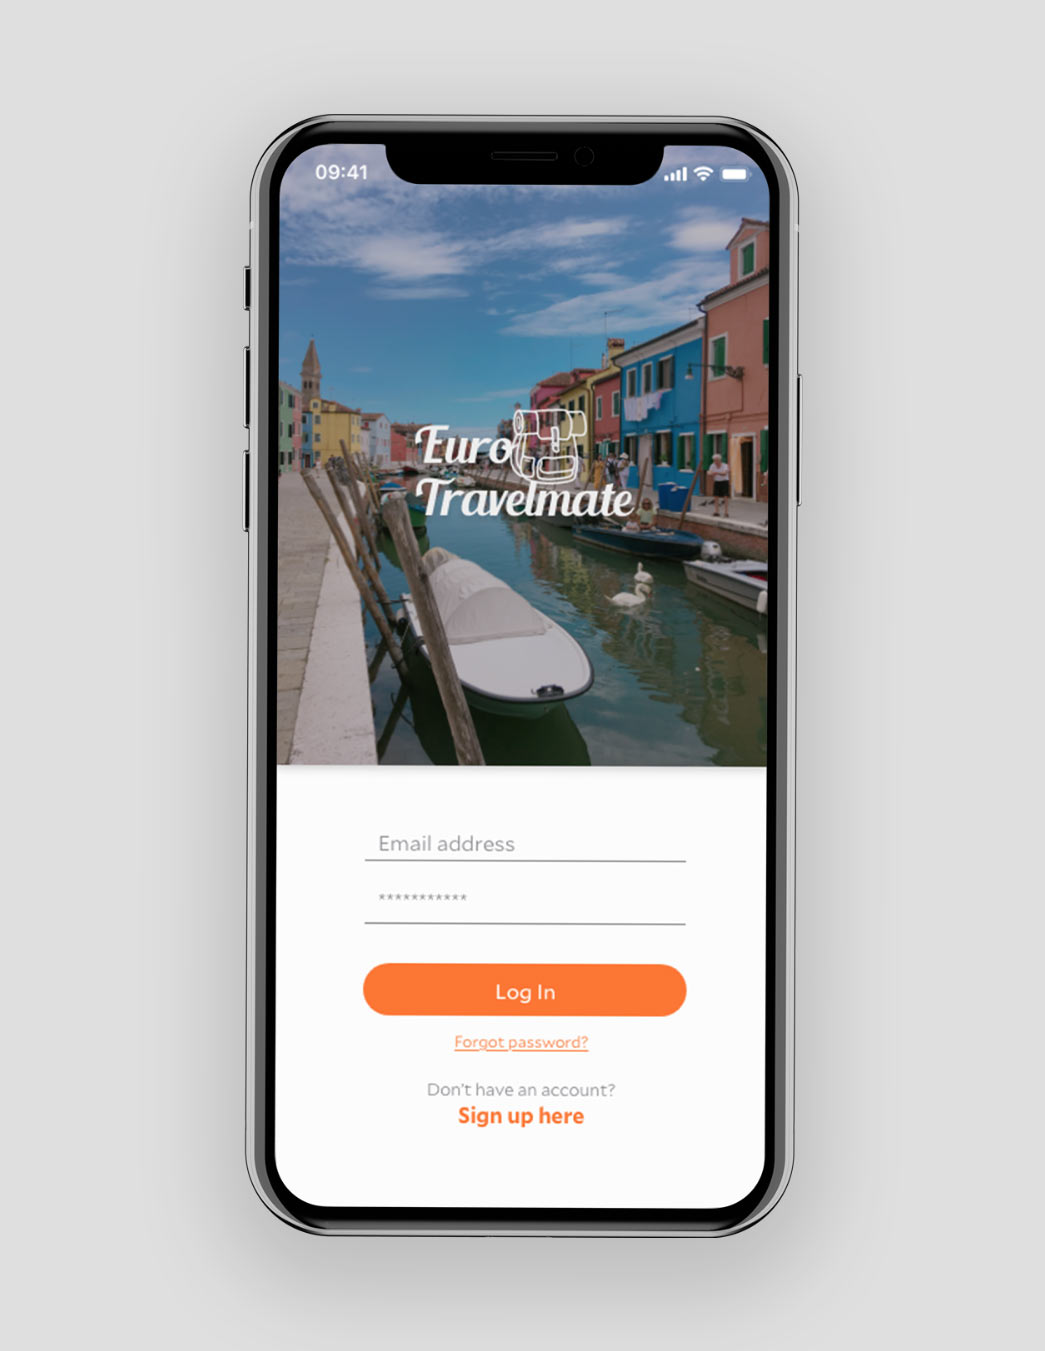 09:41
Euro
Travelmate
Email address
***********
Log In
Forgot password?
Don't have an account?
Sign up here